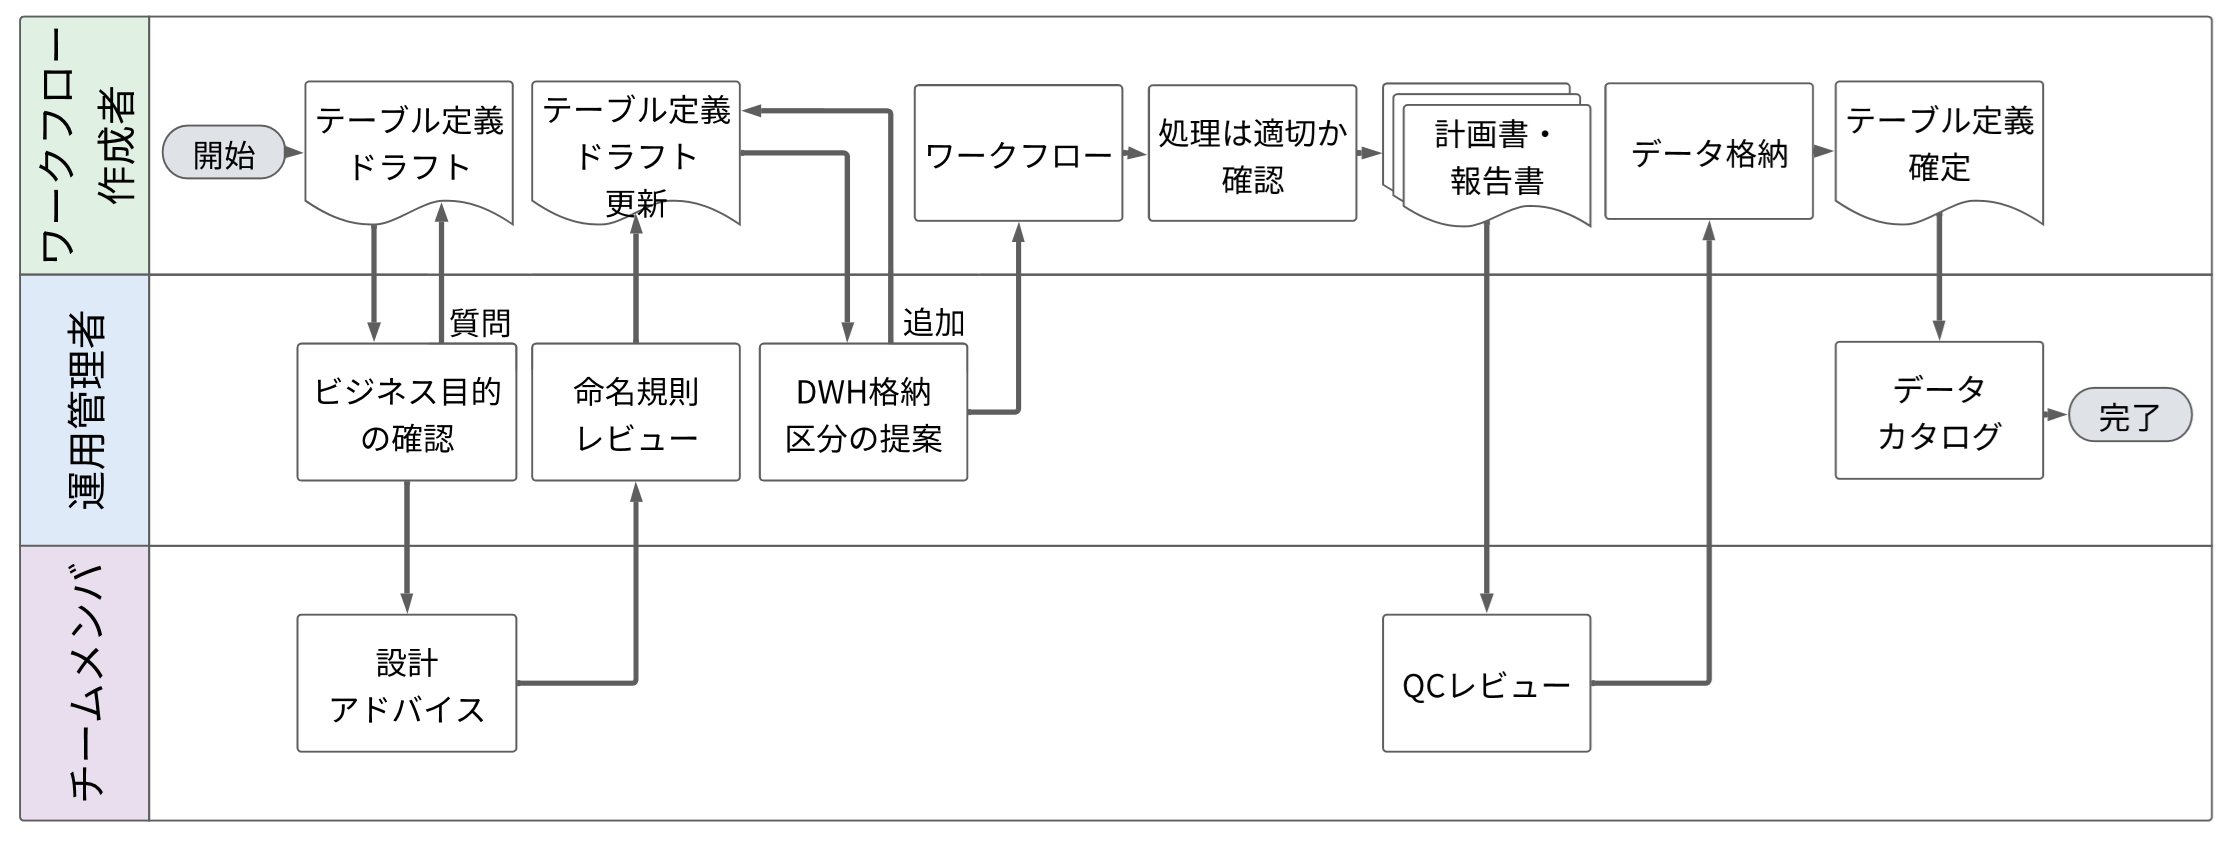 ワークフロー
作成者
開始
テーブル定義
ドラフト
テーブル定義
ドラフト
更新
ワークフロー
処理は適切か
確認
計画書・
報告書
データ格納
テーブル定義
確定
運用管理者
質問
追加
ビジネス目的
の確認
命名規則
レビュー
DWH格納
区分の提案
データ
カタログ
完了
チームメンバ
設計
アドバイス
QCレビュー